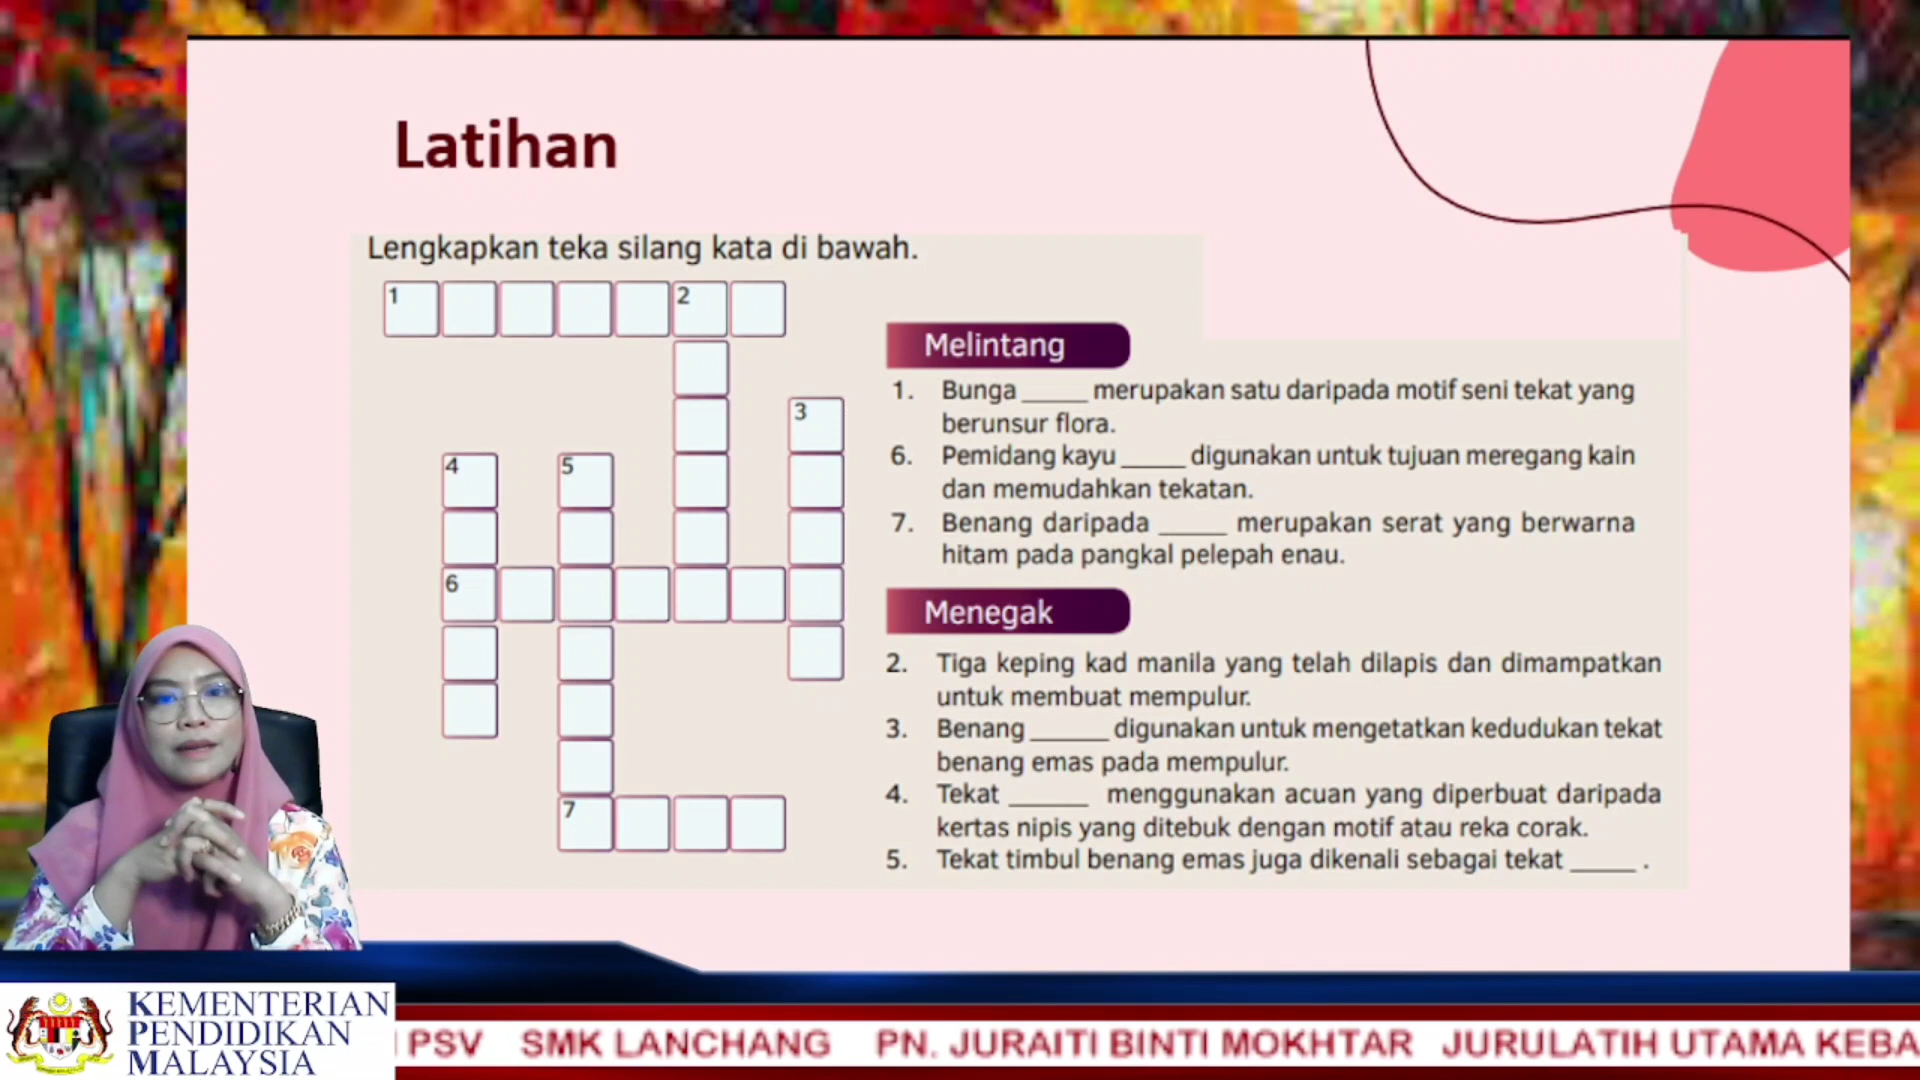 Latihan
Lengkapkan teka silang kata di bawah.
1
2
3
4
5
6
7
Melintang
1. Bunga _____ merupakan satu daripada motif seni tekat yang
berunsur flora.
6. Pemidang kayu _____ digunakan untuk tujuan meregang kain
dan memudahkan tekatan.
7. Benang daripada _____ merupakan serat yang berwarna
hitam pada pangkal pelepah enau.
Menegak
2. Tiga keping kad manila yang telah dilapis dan dimampatkan
untuk membuat mempulur.
3. Benang ______ digunakan untuk mengetatkan kedudukan tekat
benang emas pada mempulur.
4. Tekat ______ menggunakan acuan yang diperbuat daripada
kertas nipis yang ditebuk dengan motif atau reka corak.
5. Tekat timbul benang emas juga dikenali sebagai tekat _____ .
KEMENTERIAN
PENDIDIKAN
MALAYSIA
PSV SMK LANCHANG PN. JURAITI BINTI MOKHTAR JURULATIH UTAMA KEBA